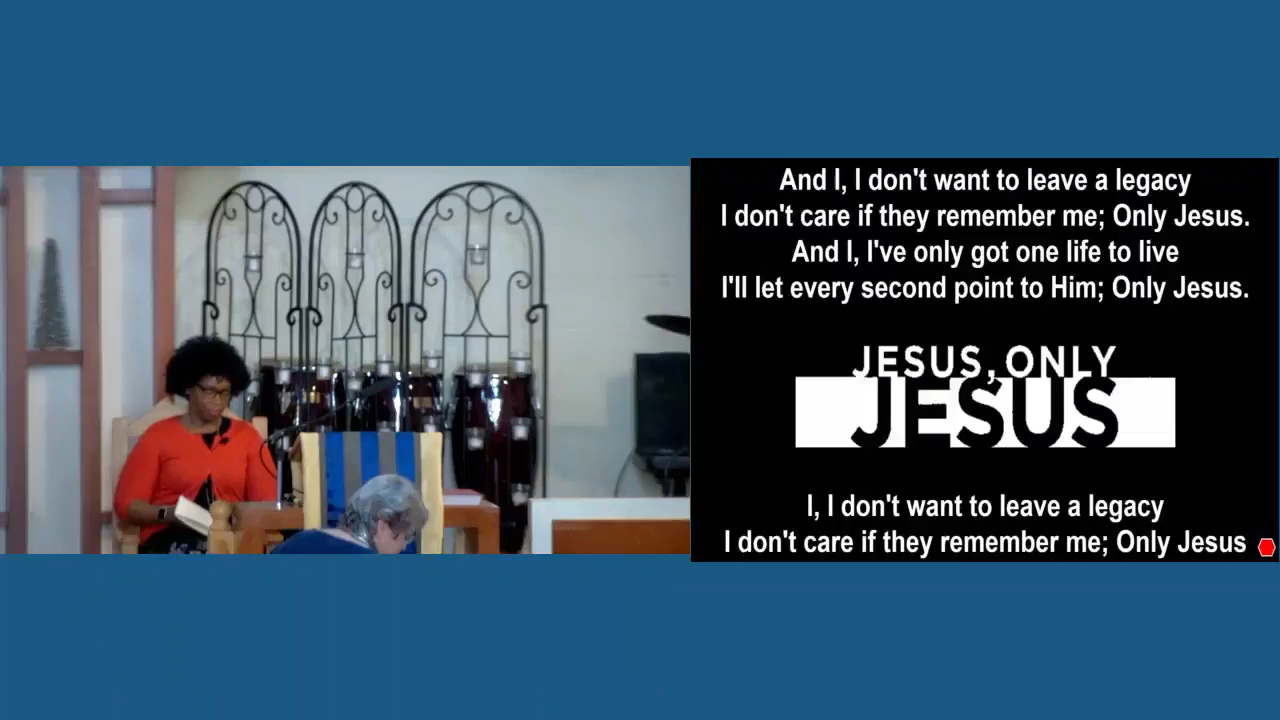 And I, I don't want to leave a legacy
I don't care if they remember me; Only Jesus.
And I, I've only got one life to live
I'll let every second point to Him; Only Jesus.
JESUS, ONLY
JESUS
I, I don't want to leave a legacy
I don't care if they remember me; Only Jesus